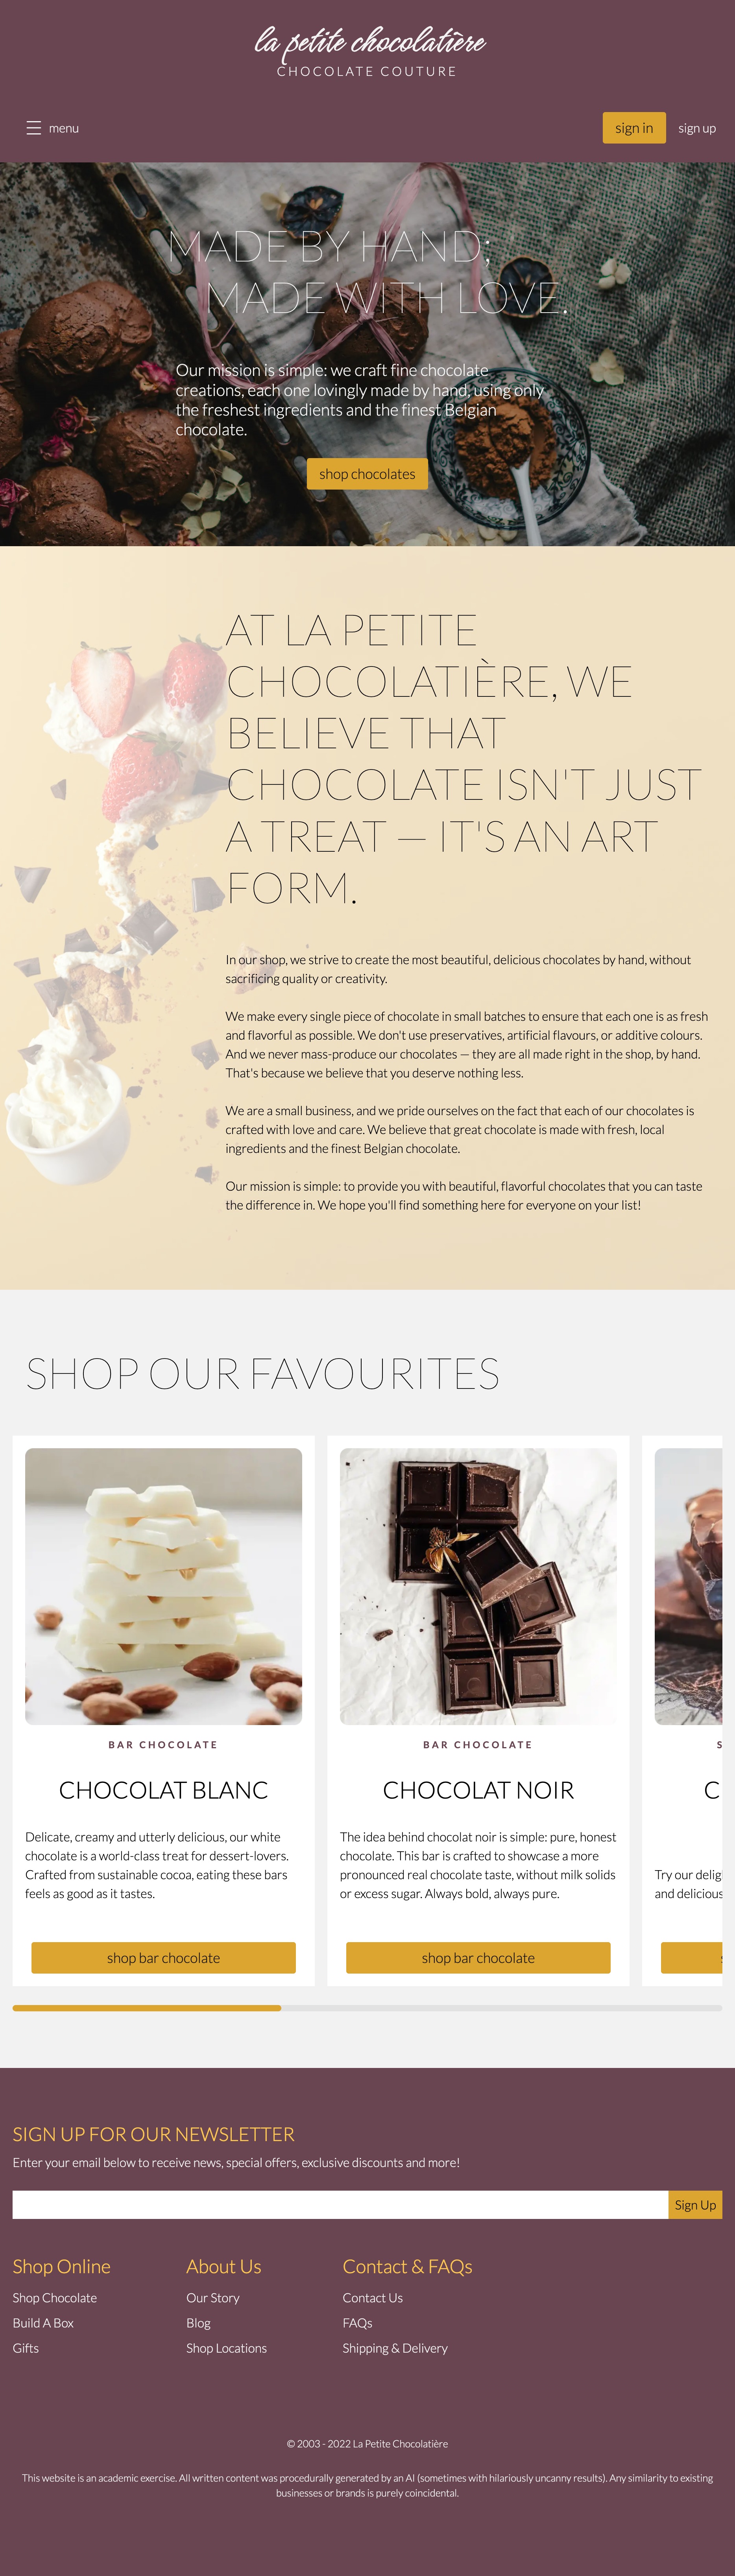 la petite chocolatière
CHOCOLATE COUTURE
menu
sign in
sign up
MADE BY HAND;
MADE WITH LOVE.
Our mission is simple: we craft fine chocolate
creations, each one lovingly made by hand, using only
the freshest ingredients and the finest Belgian
chocolate.
shop chocolates
AT LA PETITE
CHOCOLATIÈRE, WE
BELIEVE THAT
CHOCOLATE ISN'T JUST
A TREAT — IT'S AN ART
FORM.
In our shop, we strive to create the most beautiful, delicious chocolates by hand, without
sacrificing quality or creativity.
We make every single piece of chocolate in small batches to ensure that each one is as fresh
and flavorful as possible. We don't use preservatives, artificial flavours, or additive colours.
And we never mass-produce our chocolates — they are all made right in the shop, by hand.
That's because we believe that you deserve nothing less.
We are a small business, and we pride ourselves on the fact that each of our chocolates is
crafted with love and care. We believe that great chocolate is made with fresh, local
ingredients and the finest Belgian chocolate.
Our mission is simple: to provide you with beautiful, flavorful chocolates that you can taste
the difference in. We hope you'll find something here for everyone on your list!
SHOP OUR FAVOURITES
BAR CHOCOLATE
CHOCOLAT BLANC
Delicate, creamy and utterly delicious, our white
chocolate is a world-class treat for dessert-lovers.
Crafted from sustainable cocoa, eating these bars
feels as good as it tastes.
shop bar chocolate
BAR CHOCOLATE
CHOCOLAT NOIR
The idea behind chocolat noir is simple: pure, honest
chocolate. This bar is crafted to showcase a more
pronounced real chocolate taste, without milk solids
or excess sugar. Always bold, always pure.
shop bar chocolate
S
C
Try our delig
and delicious
SIGN UP FOR OUR NEWSLETTER
Enter your email below to receive news, special offers, exclusive discounts and more!
Sign Up
Shop Online
Shop Chocolate
Build A Box
Gifts
About Us
Our Story
Blog
Shop Locations
Contact & FAQs
Contact Us
FAQs
Shipping & Delivery
© 2003 - 2022 La Petite Chocolatière
This website is an academic exercise. All written content was procedurally generated by an AI (sometimes with hilariously uncanny results). Any similarity to existing
businesses or brands is purely coincidental.